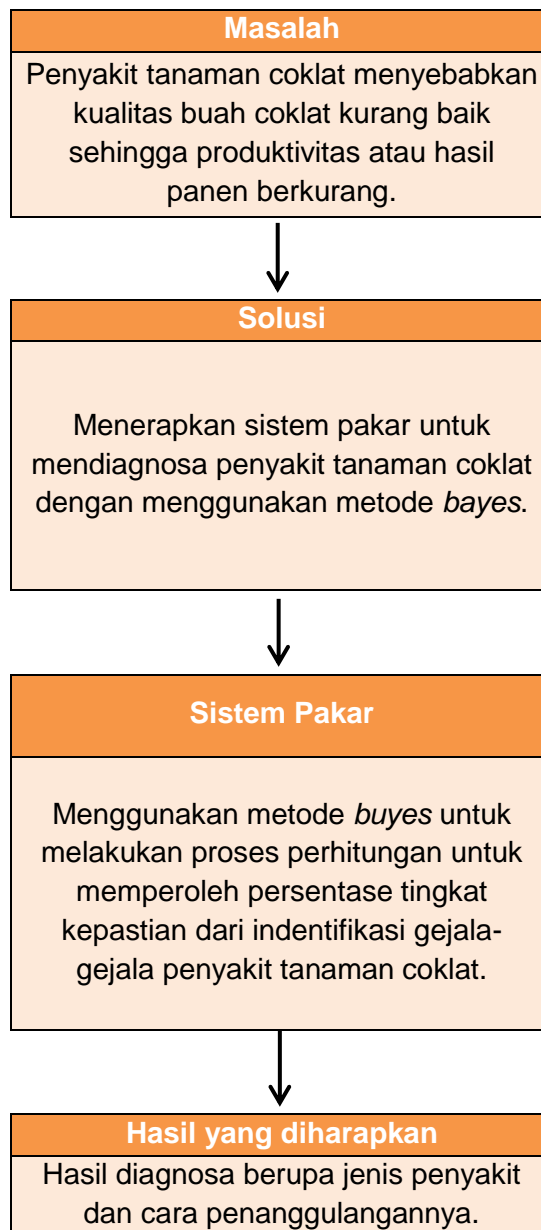 Masalah
Penyakit tanaman coklat menyebabkan
kualitas buah coklat kurang baik
sehingga produktivitas atau hasil
panen berkurang.
Solusi
Menerapkan sistem pakar untuk
mendiagnosa penyakit tanaman coklat
dengan menggunakan metode bayes.
Sistem Pakar
Menggunakan metode buyes untuk
melakukan proses perhitungan untuk
memperoleh persentase tingkat
kepastian dari indentifikasi gejala-
gejala penyakit tanaman coklat.
Hasil yang diharapkan
Hasil diagnosa berupa jenis penyakit
dan cara penanggulangannya.